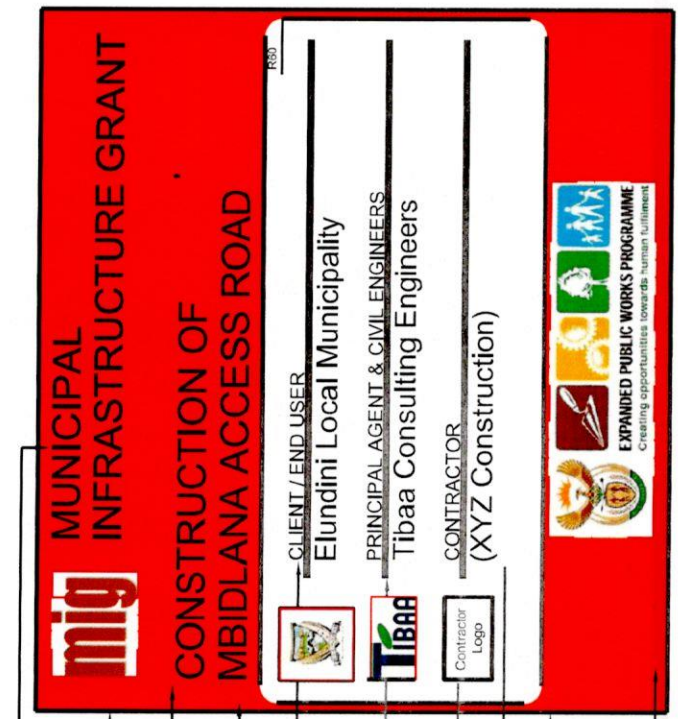 mig
MUNICIPAL
INFRASTRUCTURE GRANT
CONSTRUCTION OF
MBIDLANA ACCESS ROAD
R60
CLIENT / END USER
Elundini Local Municipality
PRINCIPAL AGENT & CIVIL ENGINEERS
Tibaa Consulting Engineers
TIBAA
CONTRACTOR
(XYZ Construction)
Contractor
Logo
EXPANDED PUBLIC WORKS PROGRAMME
Creating opportunities towards human fulfilment